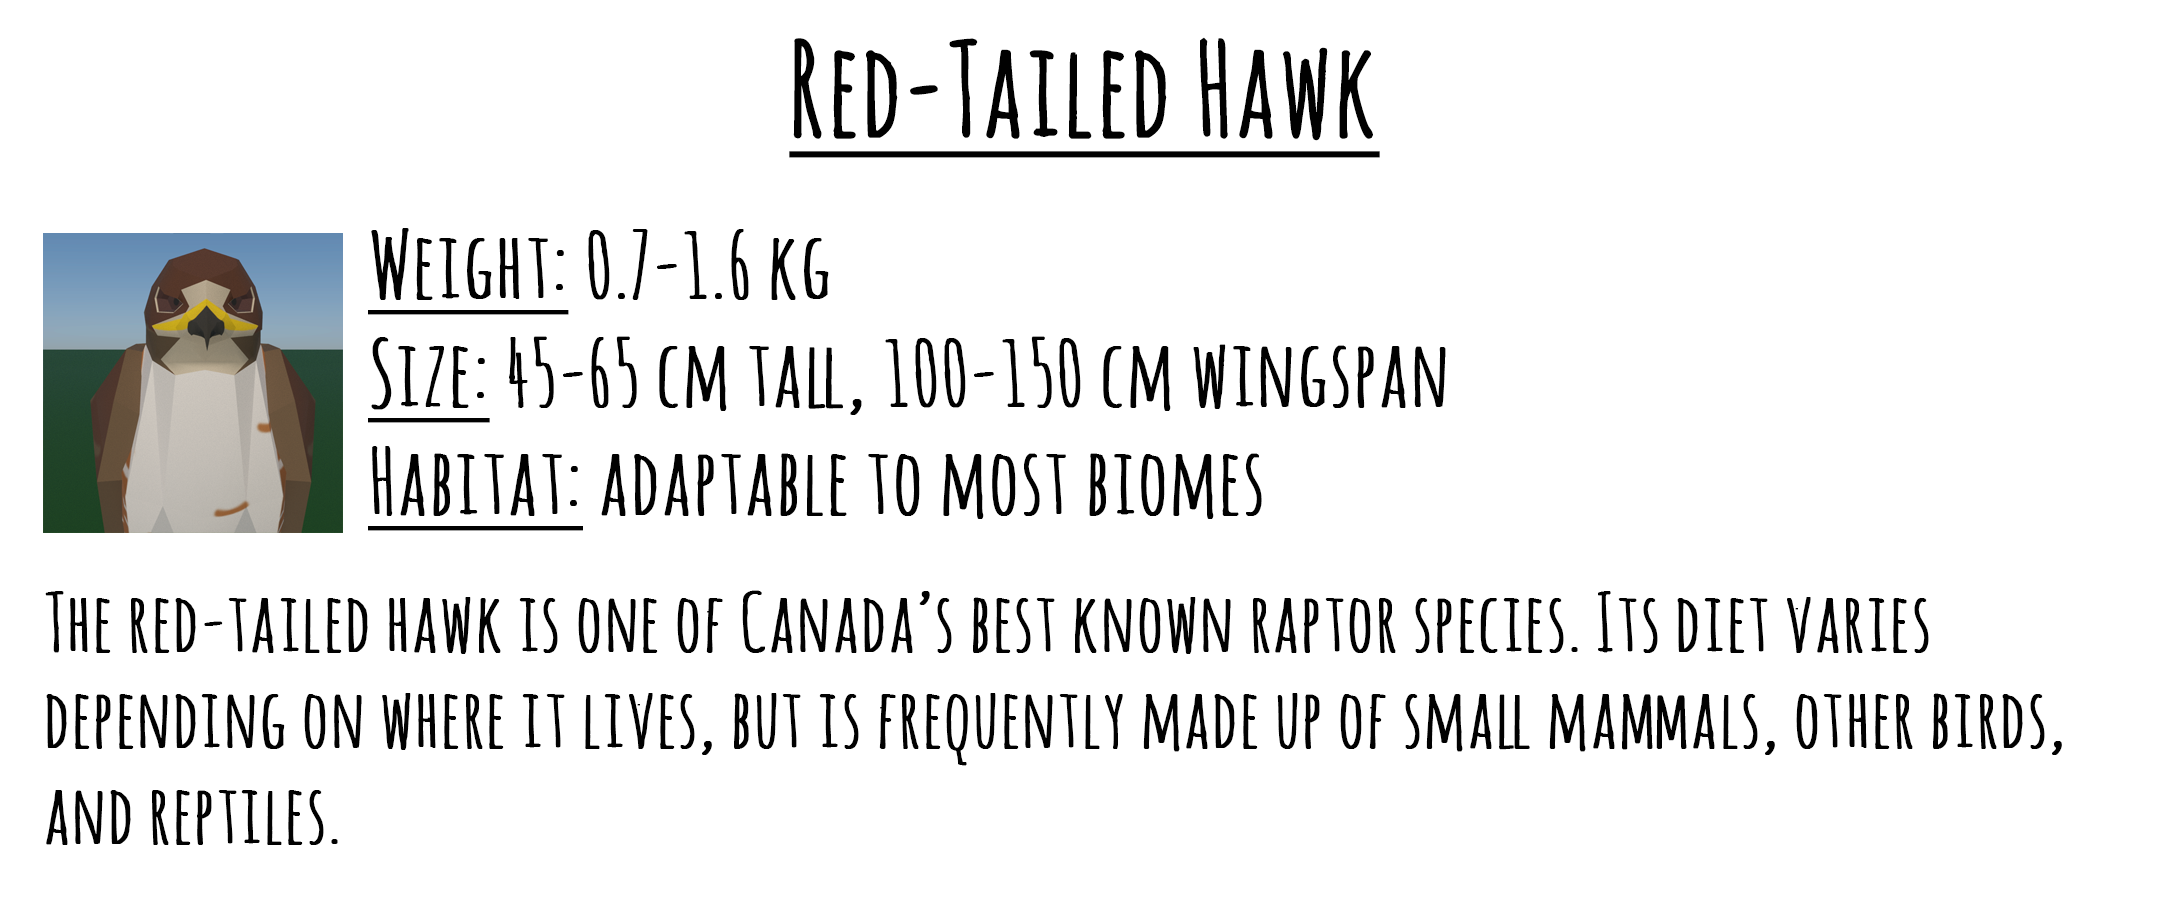 Red-Tailed Hawk
Weight: 0.7-1.6 kg
Size: 45-65 cm tall, 100-150 cm wingspan
Habitat: adaptable to most biomes
The red-tailed hawk is one of Canada’s best known raptor species. Its diet varies
depending on where it lives, but is frequently made up of small mammals, other birds,
and reptiles.